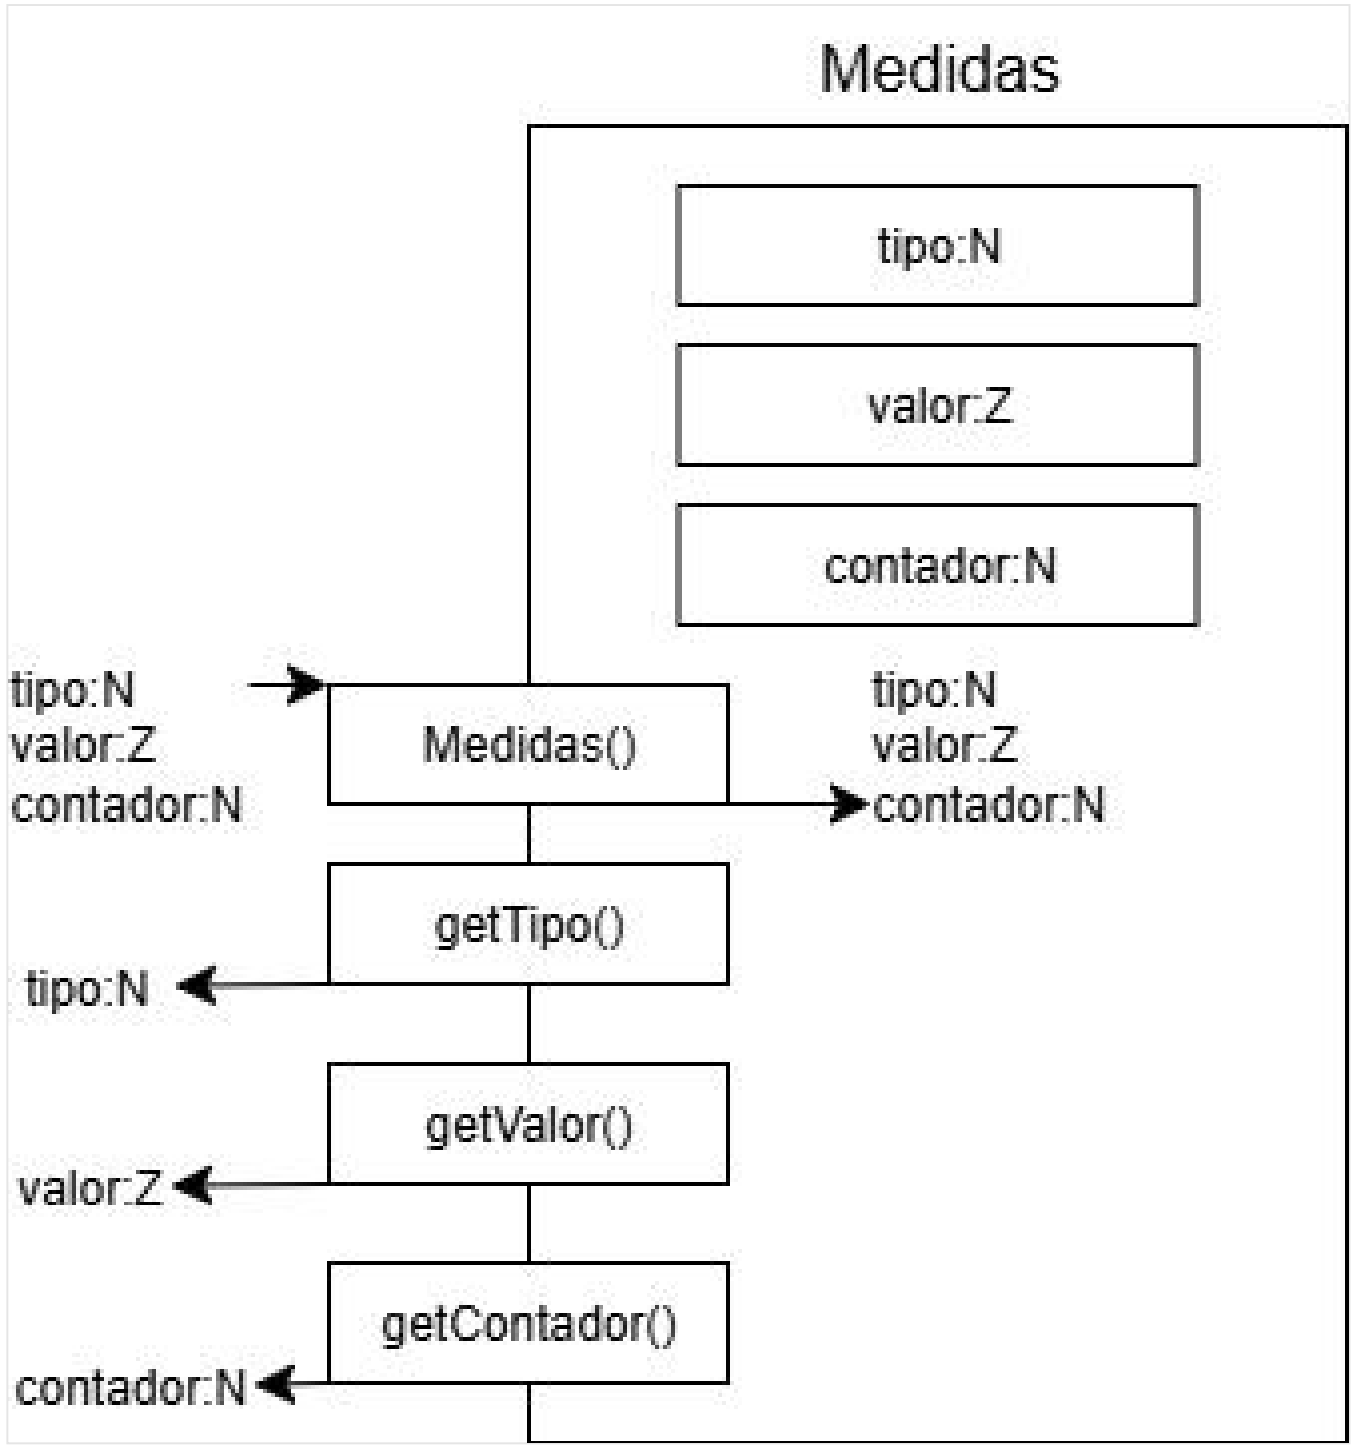 Medidas
tipo:N
valor:Z
contador:N
tipo:N
valor:Z
contador:N
Medidas()
tipo:N
valor:Z
contador:N
getTipo()
tipo:N
getValor()
valor:Z
getContador()
contador:N